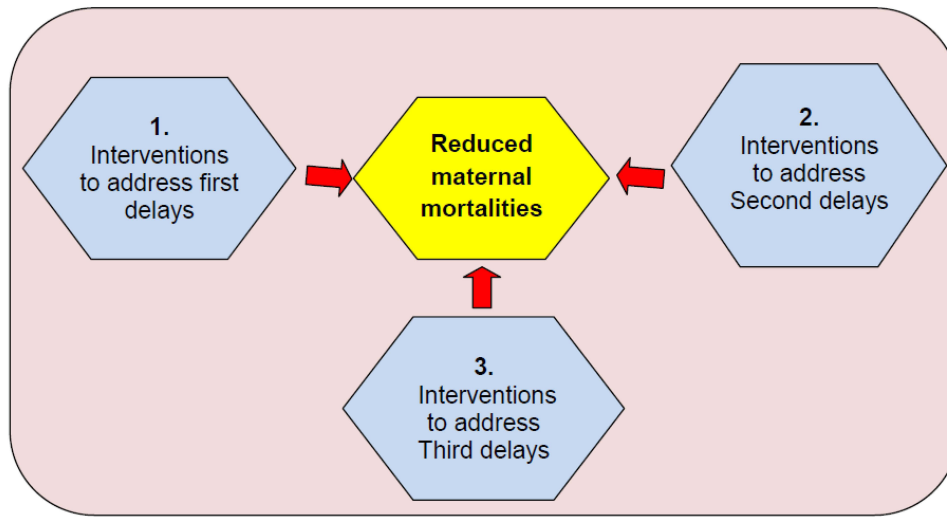 1.
Interventions
to address first
delays
Reduced
maternal
mortalities
2.
Interventions
to address
Second delays
3.
Interventions
to address
Third delays